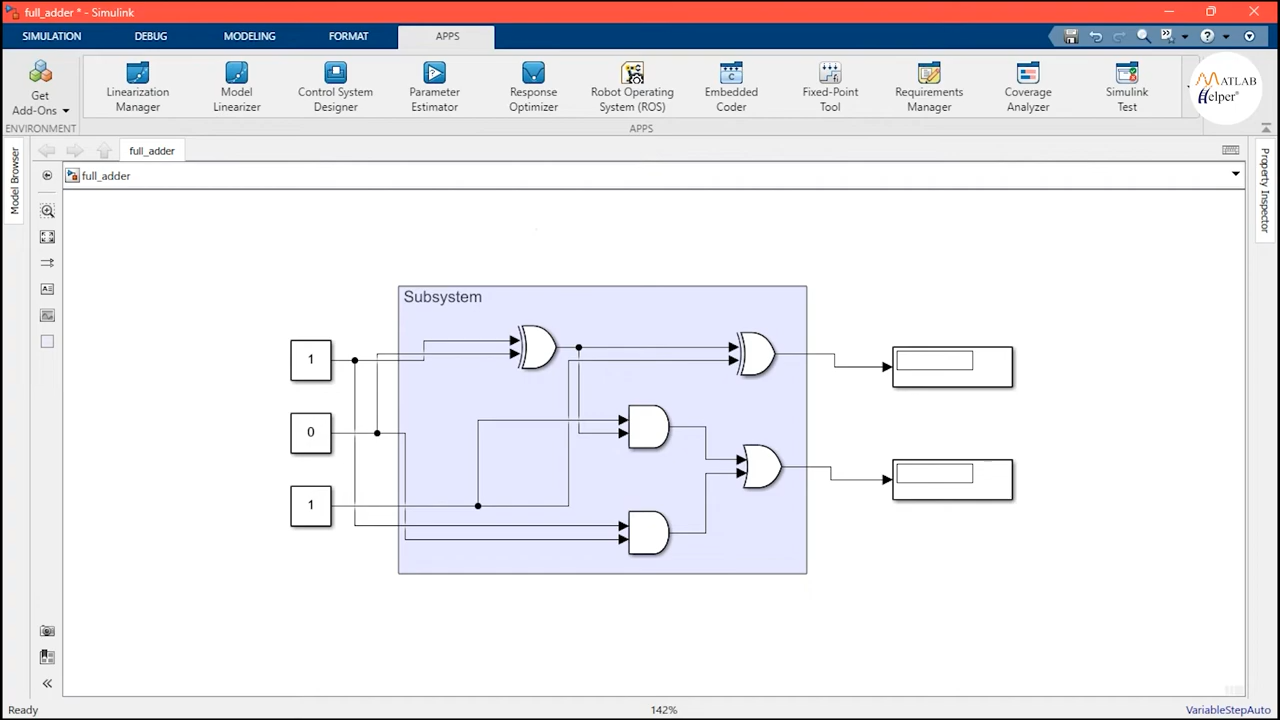 full_adder * - Simulink
SIMULATION DEBUG MODELING FORMAT APPS
Get Add-Ons
Linearization Manager
Model Linearizer
Control System Designer
Parameter Estimator
Response Optimizer
Robot Operating System (ROS)
Embedded Coder
Fixed-Point Tool
Requirements Manager
Coverage Analyzer
Simulink Test
MATLAB
Helper®
ENVIRONMENT APPS
Model Browser
full_adder
full_adder
Property Inspector
Subsystem
1
0
1
Ready 142% VariableStepAuto